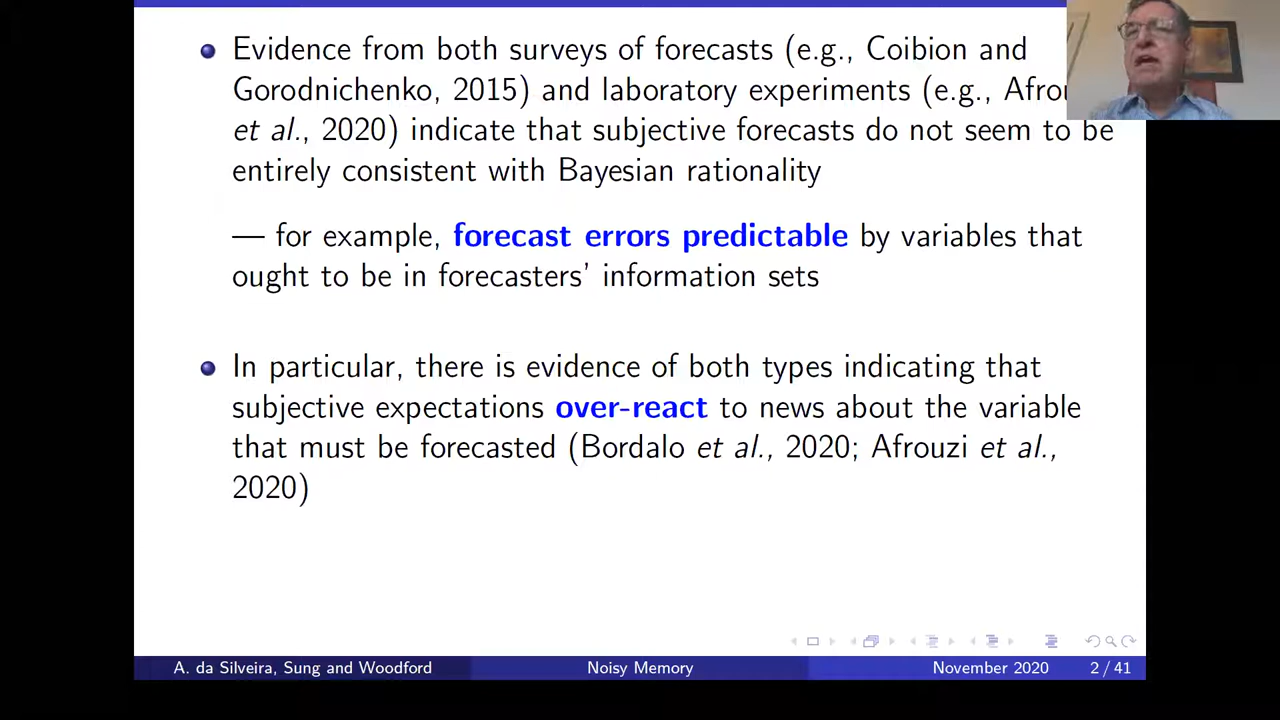 Evidence from both surveys of forecasts (e.g., Coibion and
Gorodnichenko, 2015) and laboratory experiments (e.g.,
et al., 2020) indicate that subjective forecasts do not seem to be
entirely consistent with Bayesian rationality
— for example, forecast errors predictable by variables that
ought to be in forecasters' information sets
In particular, there is evidence of both types indicating that
subjective expectations over-react to news about the variable
that must be forecasted (Bordalo et al., 2020; Afrouzi et al.,
2020)
A. da Silveira, Sung and Woodford Noisy Memory November 2020 2 / 41